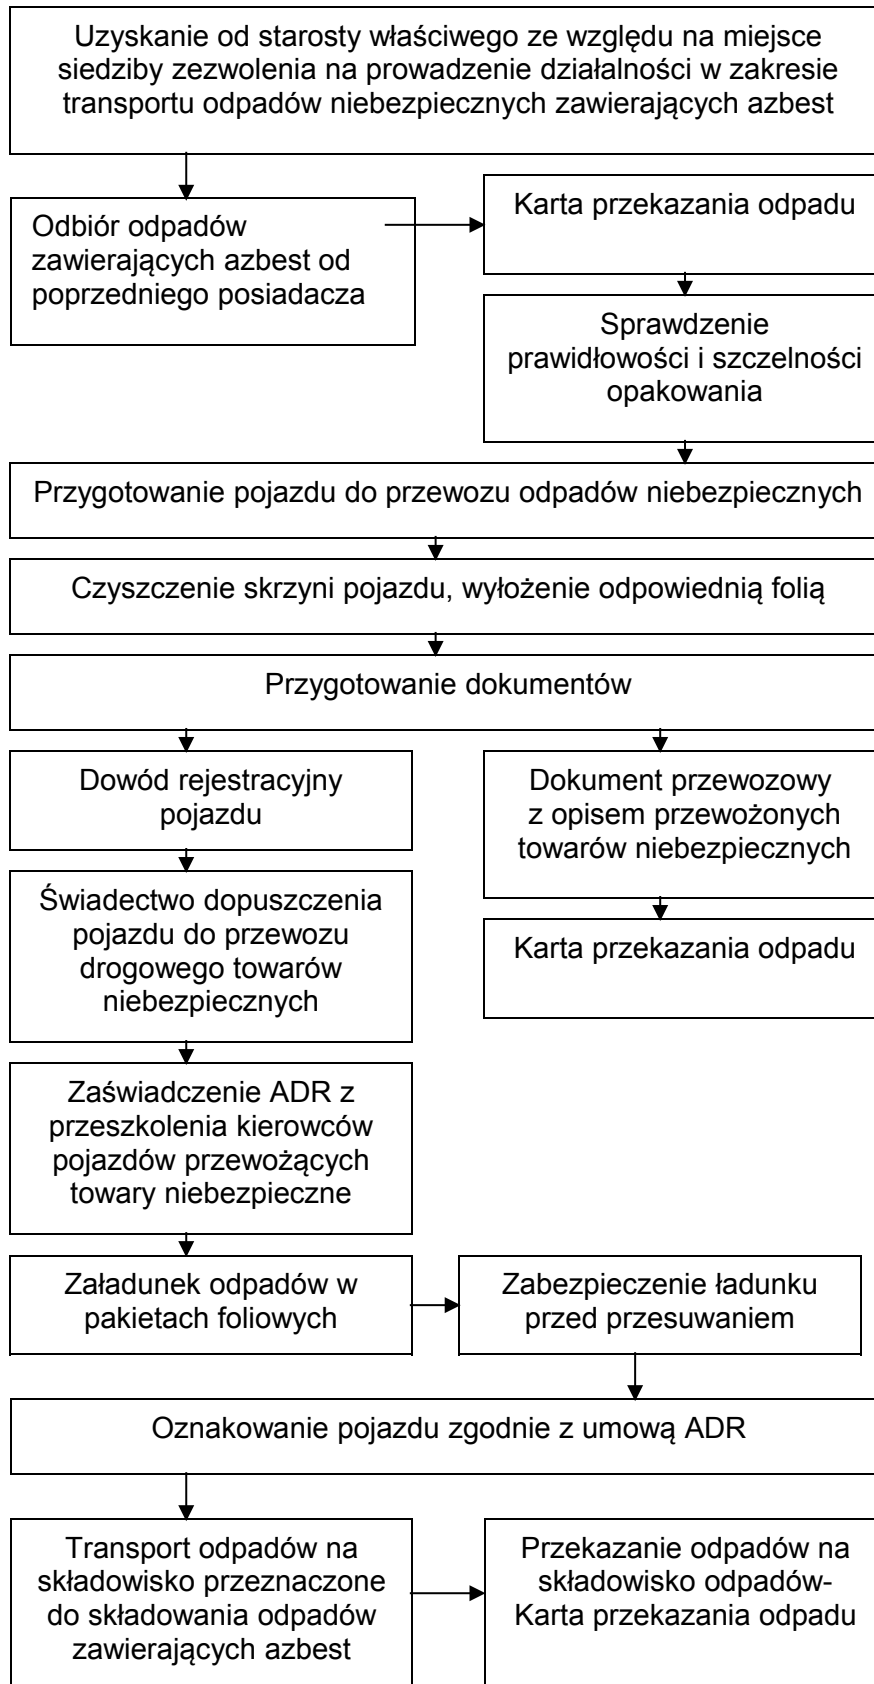 Uzyskanie od starosty właściwego ze względu na miejsce
siedziby zezwolenia na prowadzenie działalności w zakresie
transportu odpadów niebezpiecznych zawierających azbest
Odbiór odpadów
zawierających azbest od
poprzedniego posiadacza
Karta przekazania odpadu
Sprawdzenie
prawidłowości i szczelności
opakowania
Przygotowanie pojazdu do przewozu odpadów niebezpiecznych
Czyszczenie skrzyni pojazdu, wyłożenie odpowiednią folią
Przygotowanie dokumentów
Dowód rejestracyjny
pojazdu
Świadectwo dopuszczenia
pojazdu do przewozu
drogowego towarów
niebezpiecznych
Zaświadczenie ADR z
przeszkolenia kierowców
pojazdów przewożących
towary niebezpieczne
Dokument przewozowy
z opisem przewożonych
towarów niebezpiecznych
Karta przekazania odpadu
Załadunek odpadów w
pakietach foliowych
Zabezpieczenie ładunku
przed przesuwaniem
Oznakowanie pojazdu zgodnie z umową ADR
Transport odpadów na
składowisko przeznaczone
do składowania odpadów
zawierających azbest
Przekazanie odpadów na
składowisko odpadów-
Karta przekazania odpadu